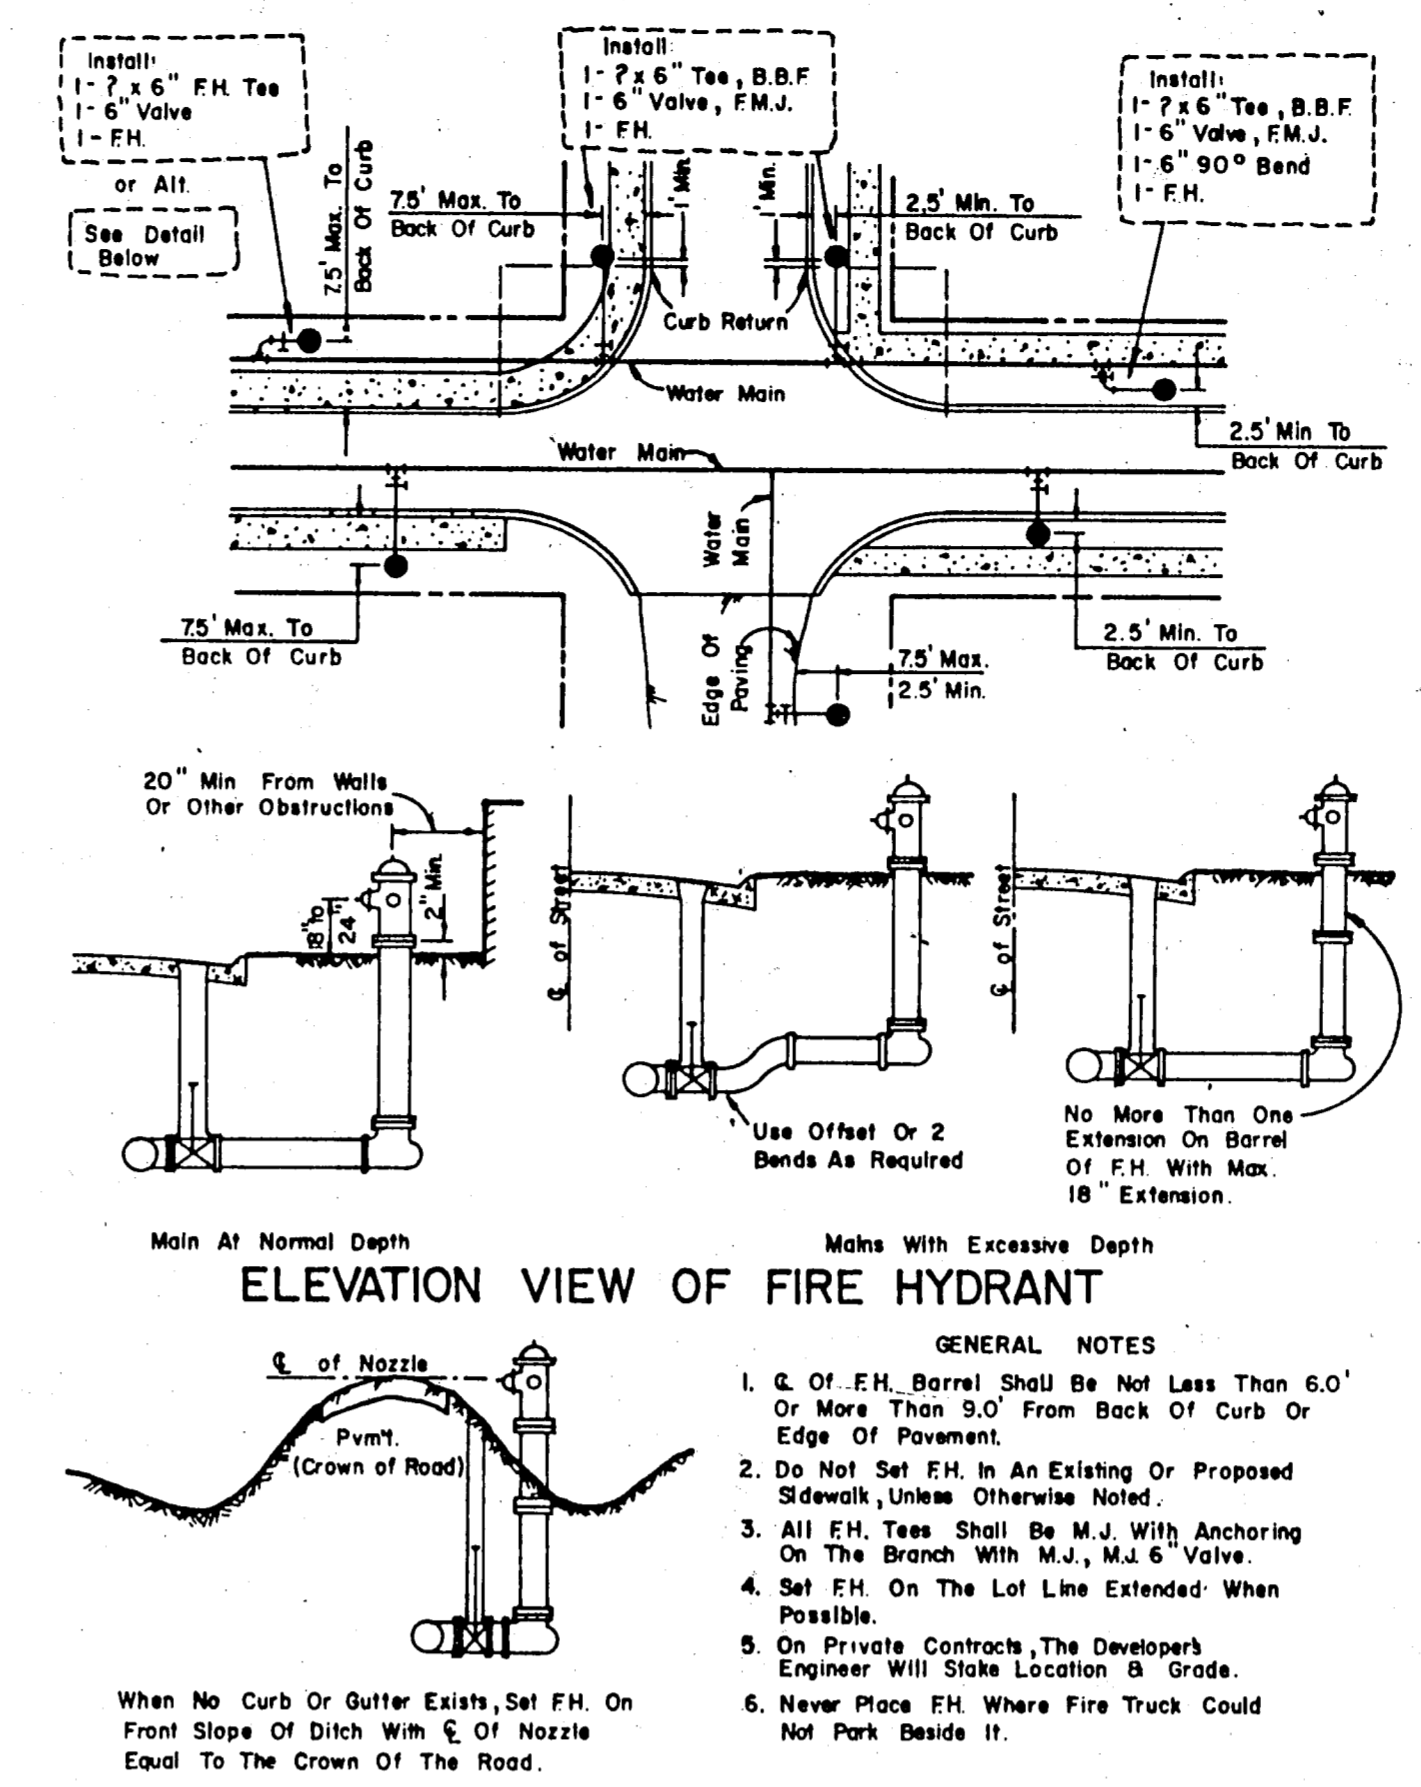 Install:
1- ? x 6" F.H. Tee
1- 6" Valve
1- F.H.
or Alt.
See Detail
Below
7.5' Max. To
Back Of Curb
Install:
1- ? x 6" Tee, B.B.F.
1- 6" Valve, F.M.J.
1- F.H.
7.5' Max. To
Back Of Curb
1' Min.
1' Min.
2.5' Min. To
Back Of Curb
Install:
1- ? x 6" Tee, B.B.F.
1- 6" Valve, F.M.J.
1- 6" 90° Bend
1- F.H.
Curb Return
Water Main
2.5' Min To
Back Of Curb
Water Main
Water
Main
7.5' Max. To
Back Of Curb
Edge Of
Paving
7.5' Max.
2.5' Min.
2.5' Min. To
Back Of Curb
20" Min From Walls
Or Other Obstructions
18" to
24"
2" Min.
℄ of Street
℄ of Street
Use Offset Or 2
Bends As Required
No More Than One
Extension On Barrel
Of F.H. With Max.
18" Extension.
Main At Normal Depth
Mains With Excessive Depth
ELEVATION VIEW OF FIRE HYDRANT
℄ of Nozzle
Pvm't.
(Crown of Road)
When No Curb Or Gutter Exists, Set F.H. On
Front Slope Of Ditch With ℄ Of Nozzle
Equal To The Crown Of The Road.
GENERAL NOTES
1. ℄ Of F.H. Barrel Shall Be Not Less Than 6.0'
Or More Than 9.0' From Back Of Curb Or
Edge Of Pavement.
2. Do Not Set F.H. In An Existing Or Proposed
Sidewalk, Unless Otherwise Noted.
3. All F.H. Tees Shall Be M.J. With Anchoring
On The Branch With M.J., M.J. 6" Valve.
4. Set F.H. On The Lot Line Extended When
Possible.
5. On Private Contracts, The Developer's
Engineer Will Stake Location & Grade.
6. Never Place F.H. Where Fire Truck Could
Not Park Beside It.